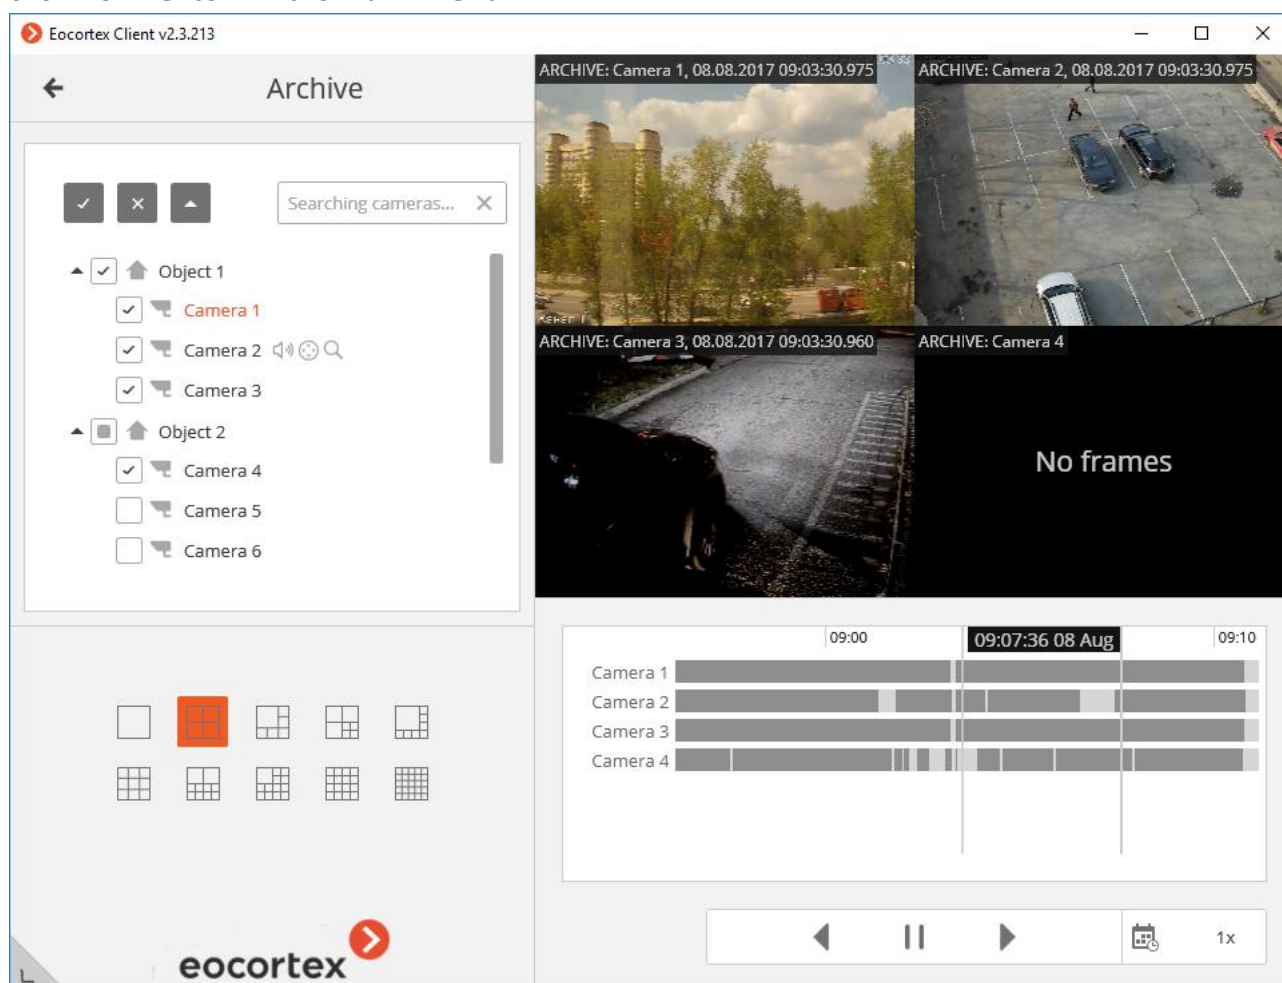 Eocortex Client v2.3.213
Archive
Searching cameras...
Object 1
Camera 1
Camera 2
Camera 3
Object 2
Camera 4
Camera 5
Camera 6
eocortex
ARCHIVE: Camera 1, 08.08.2017 09:03:30.975
ARCHIVE: Camera 2, 08.08.2017 09:03:30.975
ARCHIVE: Camera 3, 08.08.2017 09:03:30.960
ARCHIVE: Camera 4
No frames
09:00
09:07:36 08 Aug
09:10
Camera 1
Camera 2
Camera 3
Camera 4
1x